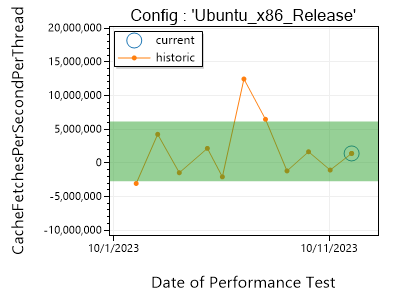 Config : 'Ubuntu_x86_Release'
CacheFetchesPerSecondPerThread
20,000,000
15,000,000
10,000,000
5,000,000
0
-5,000,000
-10,000,000
current
historic
10/1/2023
10/11/2023
Date of Performance Test